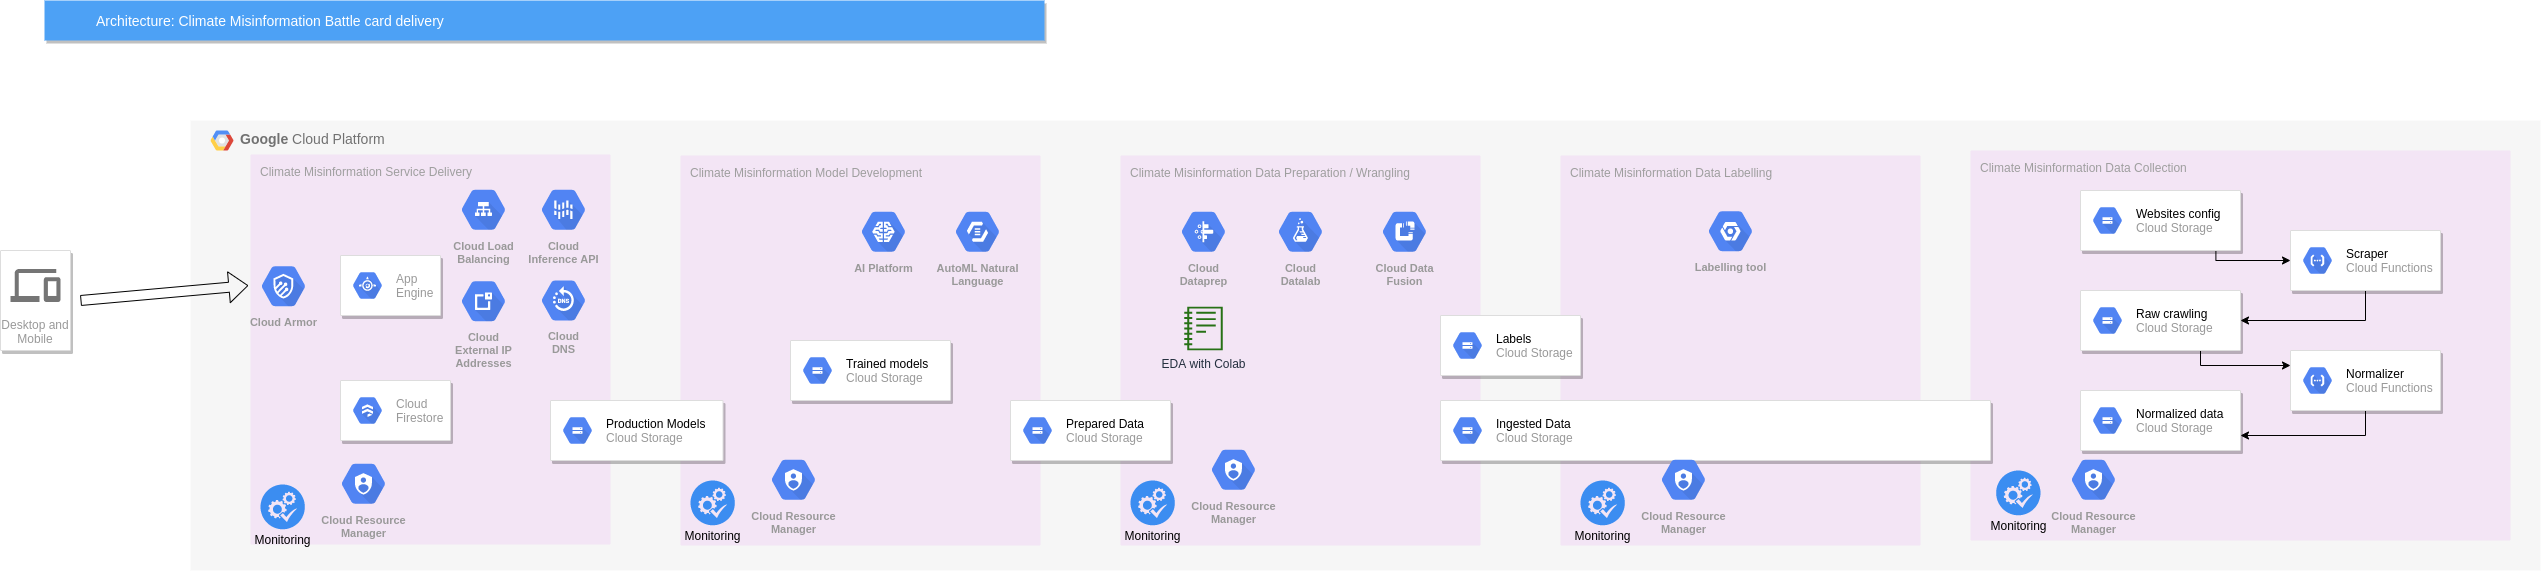 Architecture: Climate Misinformation Battle card delivery
Google Cloud Platform
Desktop and
Mobile
Climate Misinformation Service Delivery
Cloud Load
Balancing
Cloud
Inference API
Cloud Armor
App
Engine
Cloud
External IP
Addresses
Cloud
DNS
Cloud
Firestore
Production Models
Cloud Storage
Monitoring
Cloud Resource
Manager
Climate Misinformation Model Development
AI Platform
AutoML Natural
Language
Trained models
Cloud Storage
Prepared Data
Cloud Storage
Monitoring
Cloud Resource
Manager
Climate Misinformation Data Preparation / Wrangling
Cloud
Dataprep
Cloud
Datalab
Cloud Data
Fusion
EDA with Colab
Labels
Cloud Storage
Ingested Data
Cloud Storage
Monitoring
Cloud Resource
Manager
Climate Misinformation Data Labelling
Labelling tool
Monitoring
Cloud Resource
Manager
Climate Misinformation Data Collection
Websites config
Cloud Storage
Scraper
Cloud Functions
Raw crawling
Cloud Storage
Normalizer
Cloud Functions
Normalized data
Cloud Storage
Monitoring
Cloud Resource
Manager
DNS